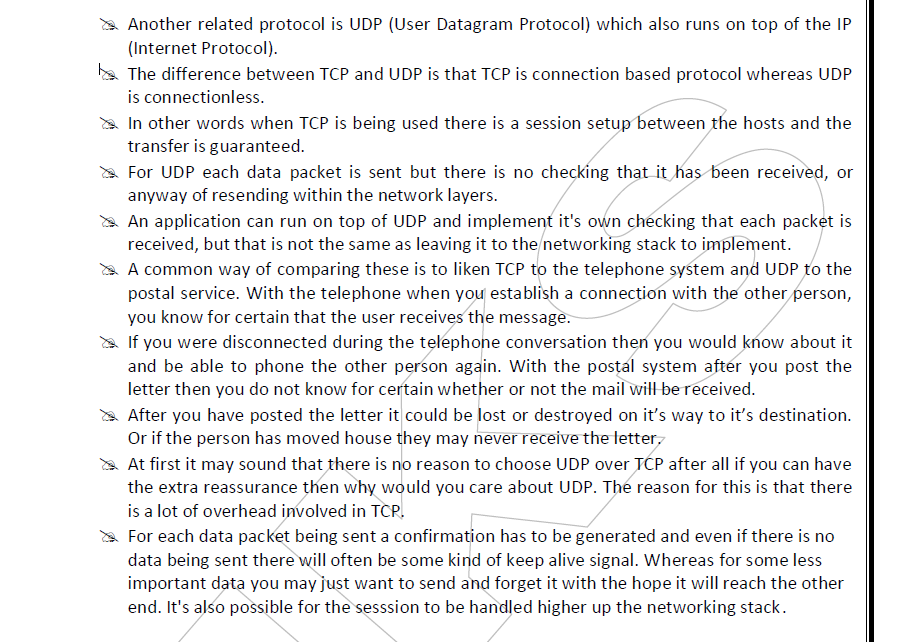 Another related protocol is UDP (User Datagram Protocol) which also runs on top of the IP
(Internet Protocol).
The difference between TCP and UDP is that TCP is connection based protocol whereas UDP
is connectionless.
In other words when TCP is being used there is a session setup between the hosts and the
transfer is guaranteed.
For UDP each data packet is sent but there is no checking that it has been received, or
anyway of resending within the network layers.
An application can run on top of UDP and implement it's own checking that each packet is
received, but that is not the same as leaving it to the networking stack to implement.
A common way of comparing these is to liken TCP to the telephone system and UDP to the
postal service. With the telephone when you establish a connection with the other person,
you know for certain that the user receives the message.
If you were disconnected during the telephone conversation then you would know about it
and be able to phone the other person again. With the postal system after you post the
letter then you do not know for certain whether or not the mail will be received.
After you have posted the letter it could be lost or destroyed on it’s way to it’s destination.
Or if the person has moved house they may never receive the letter.
At first it may sound that there is no reason to choose UDP over TCP after all if you can have
the extra reassurance then why would you care about UDP. The reason for this is that there
is a lot of overhead involved in TCP.
For each data packet being sent a confirmation has to be generated and even if there is no
data being sent there will often be some kind of keep alive signal. Whereas for some less
important data you may just want to send and forget it with the hope it will reach the other
end. It's also possible for the sesssion to be handled higher up the networking stack.